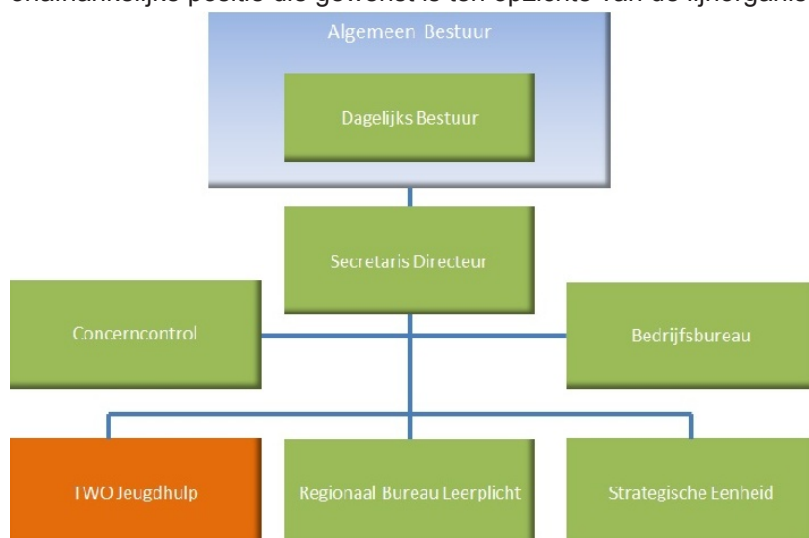 Algemeen Bestuur
Dagelijks Bestuur
Secretaris Directeur
Concerncontrol
Bedrijfsbureau
TWO Jeugdhulp
Regionaal Bureau Leerplicht
Strategische Eenheid